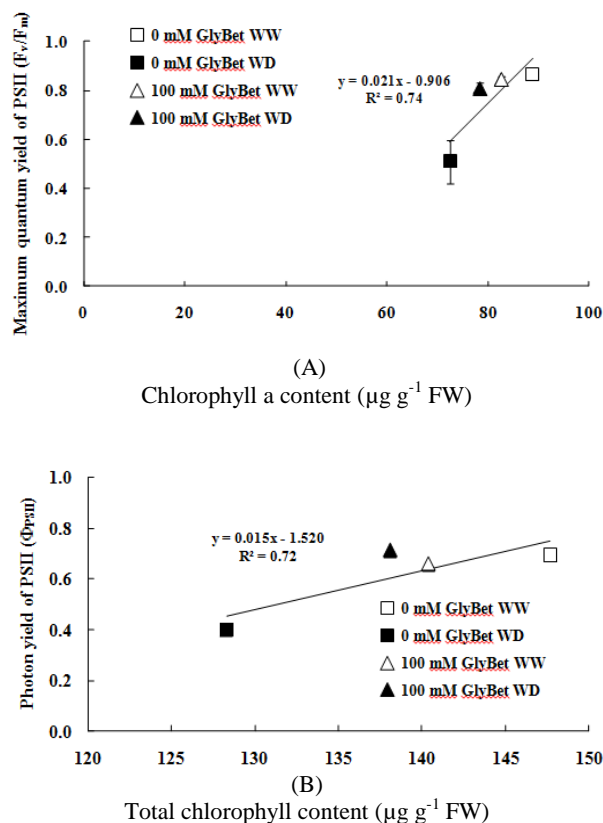 Maximum quantum yield of PSII (Fv/Fm)
1.0
0.8
0.6
0.4
0.2
0.0
0 mM GlyBet WW
0 mM GlyBet WD
100 mM GlyBet WW
100 mM GlyBet WD
y = 0.021x - 0.906
R² = 0.74
0 20 40 60 80 100
(A)
Chlorophyll a content (µg g⁻¹ FW)
Photon yield of PSII (ΦPSII)
1.0
0.8
0.6
0.4
0.2
0.0
y = 0.015x - 1.520
R² = 0.72
0 mM GlyBet WW
0 mM GlyBet WD
100 mM GlyBet WW
100 mM GlyBet WD
120 125 130 135 140 145 150
(B)
Total chlorophyll content (µg g⁻¹ FW)